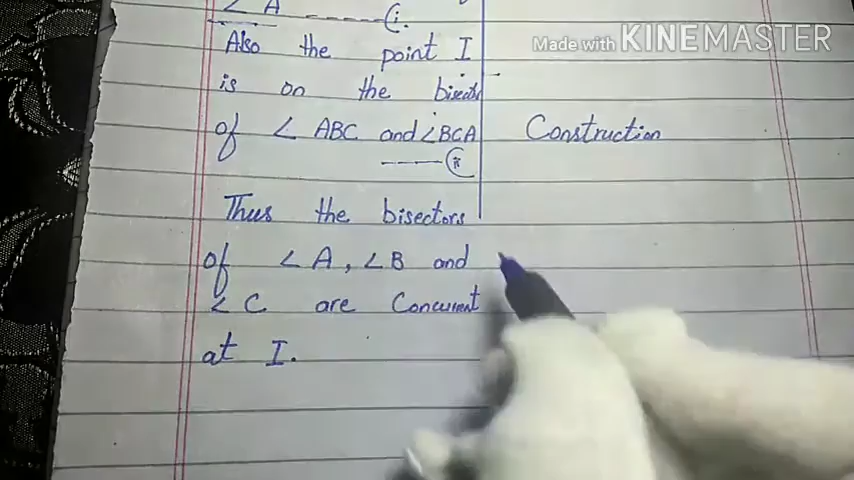 ∠A ------(i.
Also the point I
is on the bisector
of ∠ ABC and ∠BCA
Construction
------(ii
Thus the bisectors
of ∠A, ∠B and
∠C are Concurrent
at I.
Made with KINEMASTER